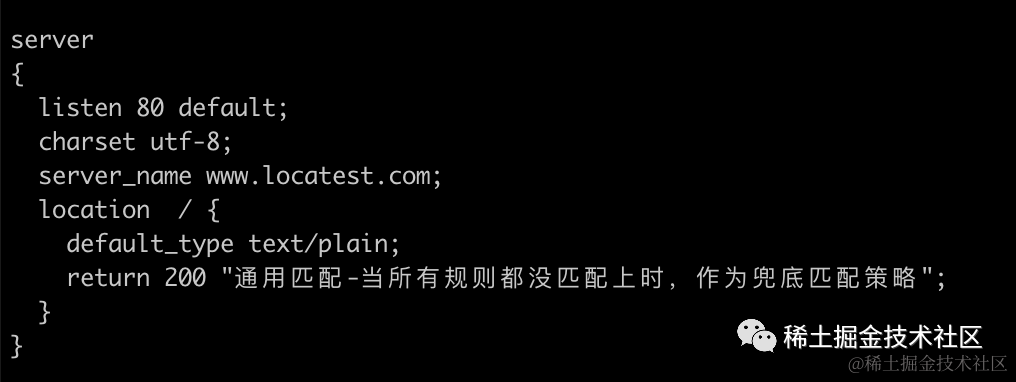 server
{
  listen 80 default;
  charset utf-8;
  server_name www.locatest.com;
  location  / {
    default_type text/plain;
    return 200 "通用匹配-当所有规则都没匹配上时，作为兜底匹配策略";
  }
}
稀土掘金技术社区
@稀土掘金技术社区